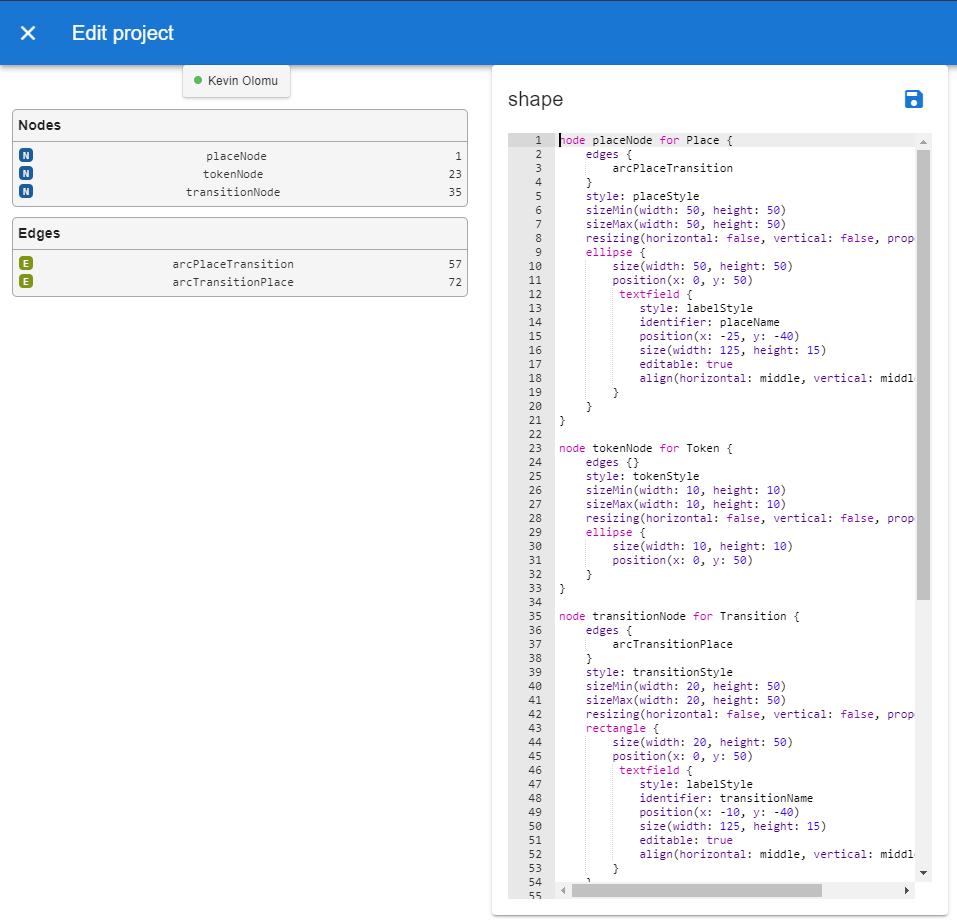 Edit project
Kevin Olomu
Nodes
N placeNode 1
N tokenNode 23
N transitionNode 35
Edges
E arcPlaceTransition 57
E arcTransitionPlace 72
shape
1 node placeNode for Place {
2     edges {
3         arcPlaceTransition
4     }
5     style: placeStyle
6     sizeMin(width: 50, height: 50)
7     sizeMax(width: 50, height: 50)
8     resizing(horizontal: false, vertical: false, prop
9     ellipse {
10         size(width: 50, height: 50)
11         position(x: 0, y: 50)
12          textfield {
13             style: labelStyle
14             identifier: placeName
15             position(x: -25, y: -40)
16             size(width: 125, height: 15)
17             editable: true
18             align(horizontal: middle, vertical: middl
19         }
20     }
21 }
22
23 node tokenNode for Token {
24     edges {}
25     style: tokenStyle
26     sizeMin(width: 10, height: 10)
27     sizeMax(width: 10, height: 10)
28     resizing(horizontal: false, vertical: false, prop
29     ellipse {
30         size(width: 10, height: 10)
31         position(x: 0, y: 50)
32     }
33 }
34
35 node transitionNode for Transition {
36     edges {
37         arcTransitionPlace
38     }
39     style: transitionStyle
40     sizeMin(width: 20, height: 50)
41     sizeMax(width: 20, height: 50)
42     resizing(horizontal: false, vertical: false, prop
43     rectangle {
44         size(width: 20, height: 50)
45         position(x: 0, y: 50)
46          textfield {
47             style: labelStyle
48             identifier: transitionName
49             position(x: -10, y: -40)
50             size(width: 125, height: 15)
51             editable: true
52             align(horizontal: middle, vertical: middl
53         }
54     }
55